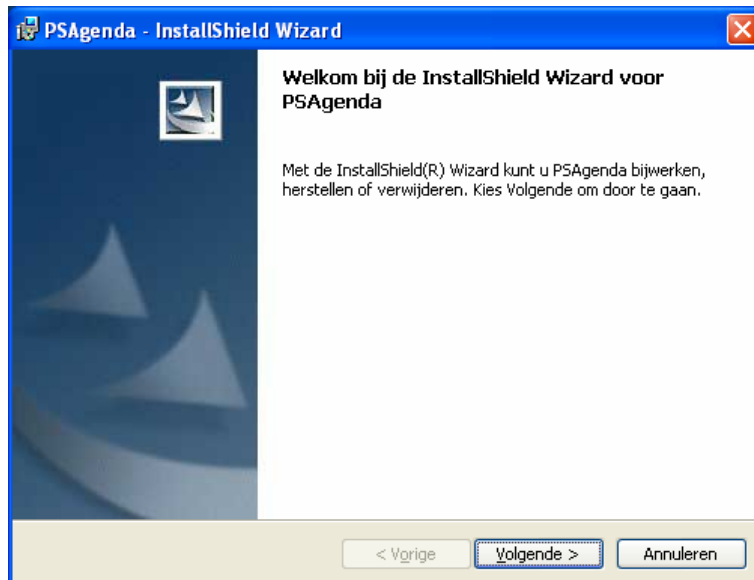 PSAgenda - InstallShield Wizard
Welkom bij de InstallShield Wizard voor
PSAgenda
Met de InstallShield(R) Wizard kunt u PSAgenda bijwerken,
herstellen of verwijderen. Kies Volgende om door te gaan.
< Vorige
Volgende >
Annuleren